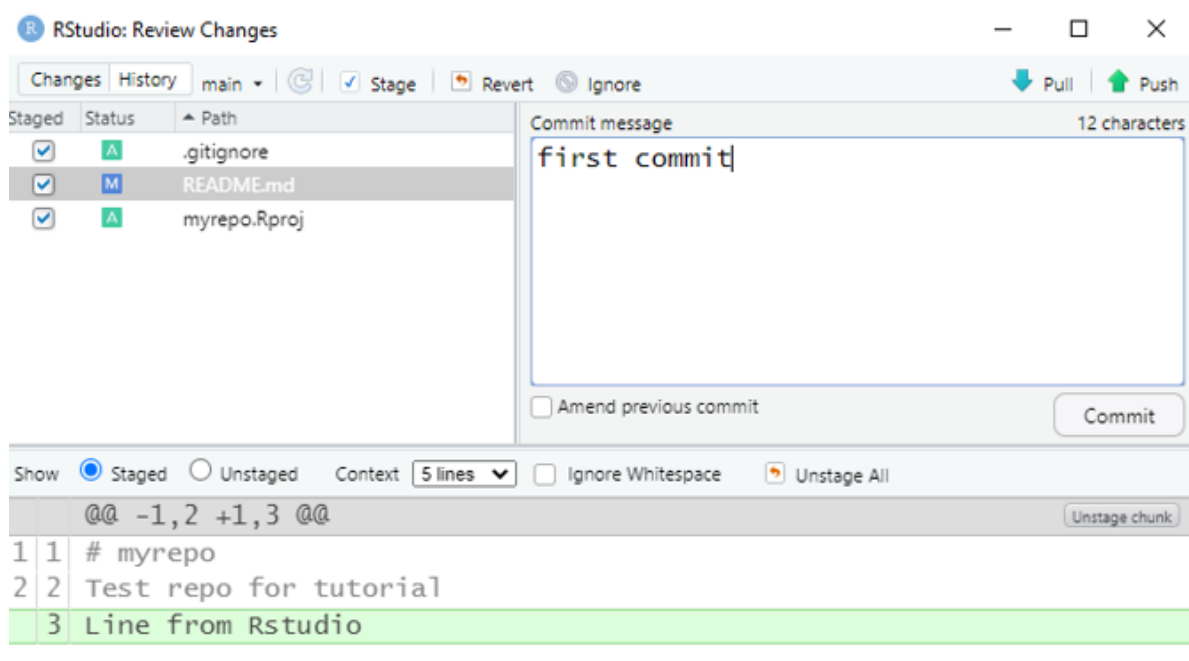 R RStudio: Review Changes
Changes History main Stage Revert Ignore Pull Push
Staged Status Path
A .gitignore
M README.md
A myrepo.Rproj
Commit message 12 characters
first commit
Amend previous commit Commit
Show Staged Unstaged Context 5 lines Ignore Whitespace Unstage All
@@ -1,2 +1,3 @@ Unstage chunk
1 1 # myrepo
2 2 Test repo for tutorial
3 Line from Rstudio